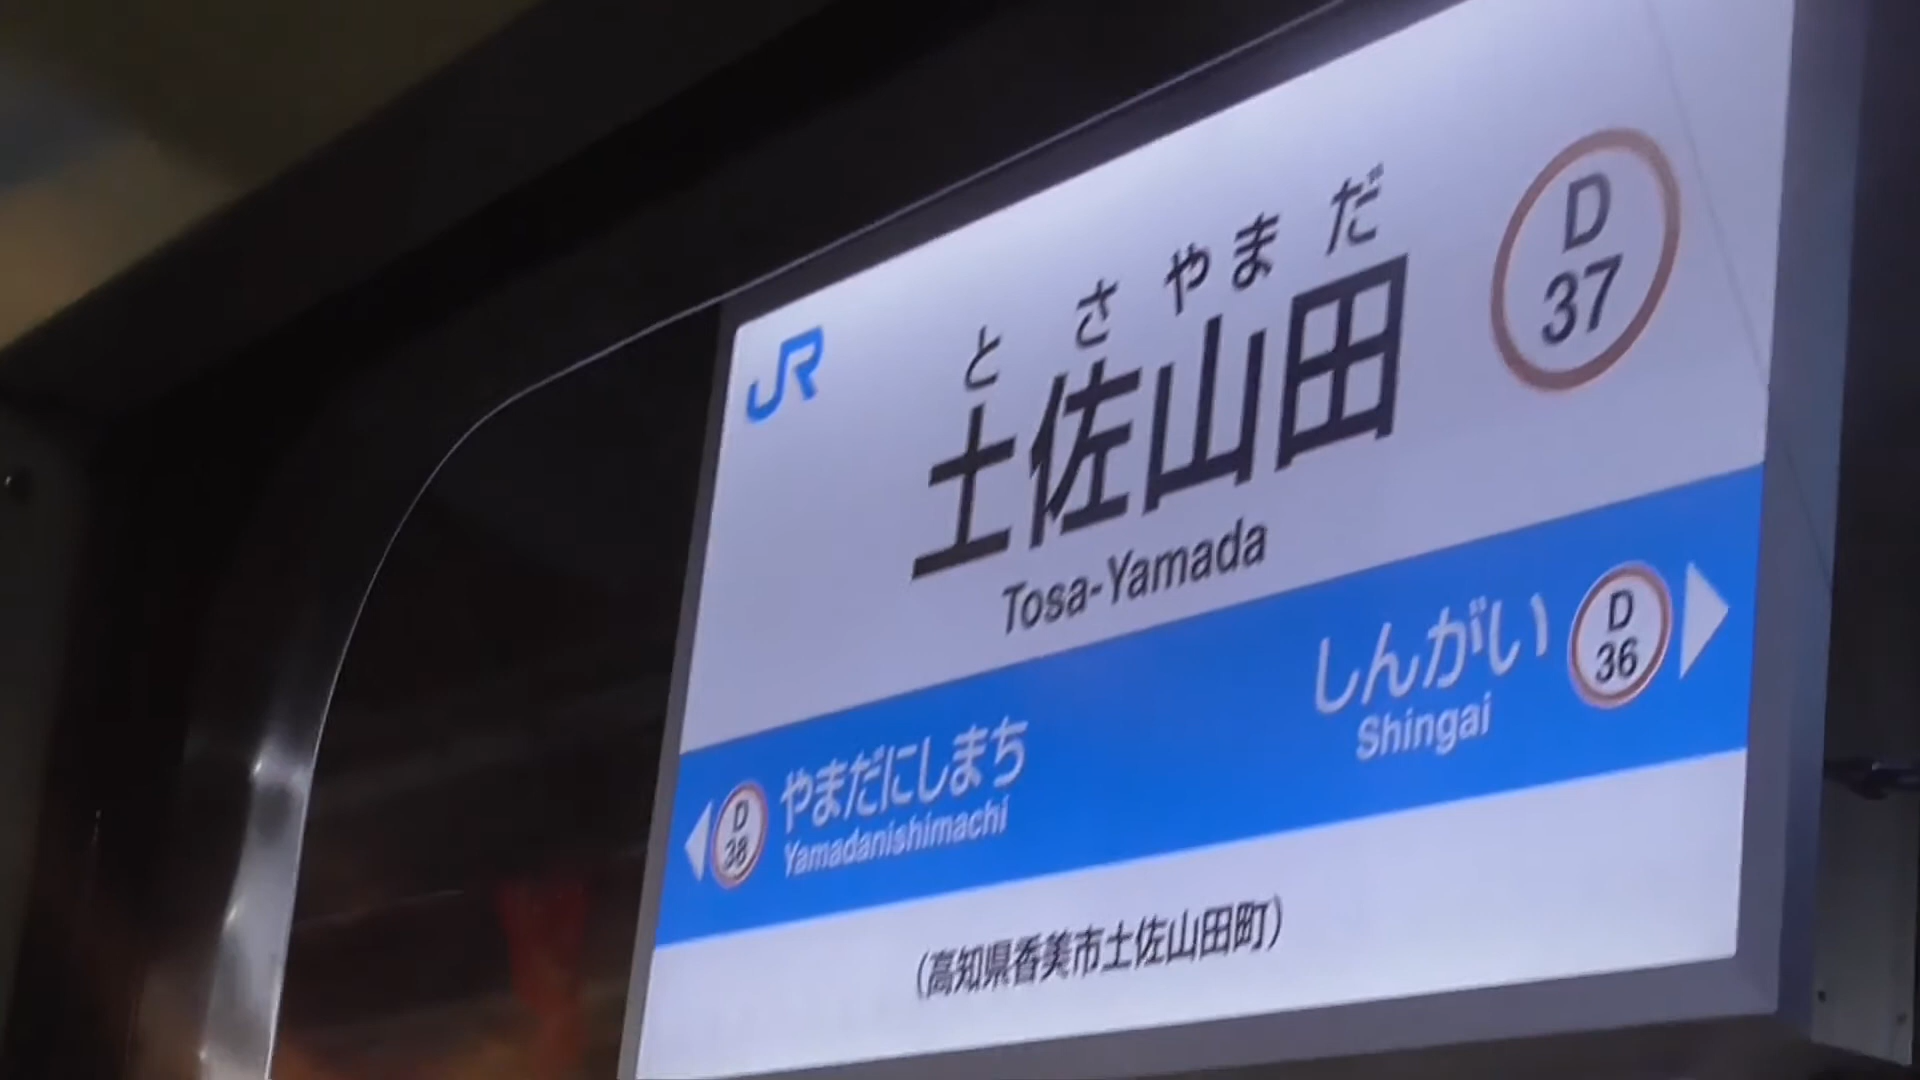 JR
とさやまだ
土佐山田
Tosa-Yamada
D
37
しんがい
Shingai
D
36
やまだにしまち
Yamadanishimachi
D
38
(高知県香美市土佐山田町)